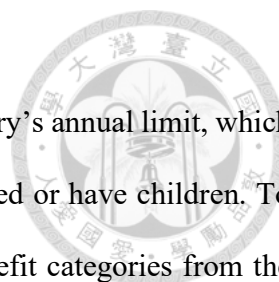 ry's annual limit, which
ed or have children. To
efit categories from the